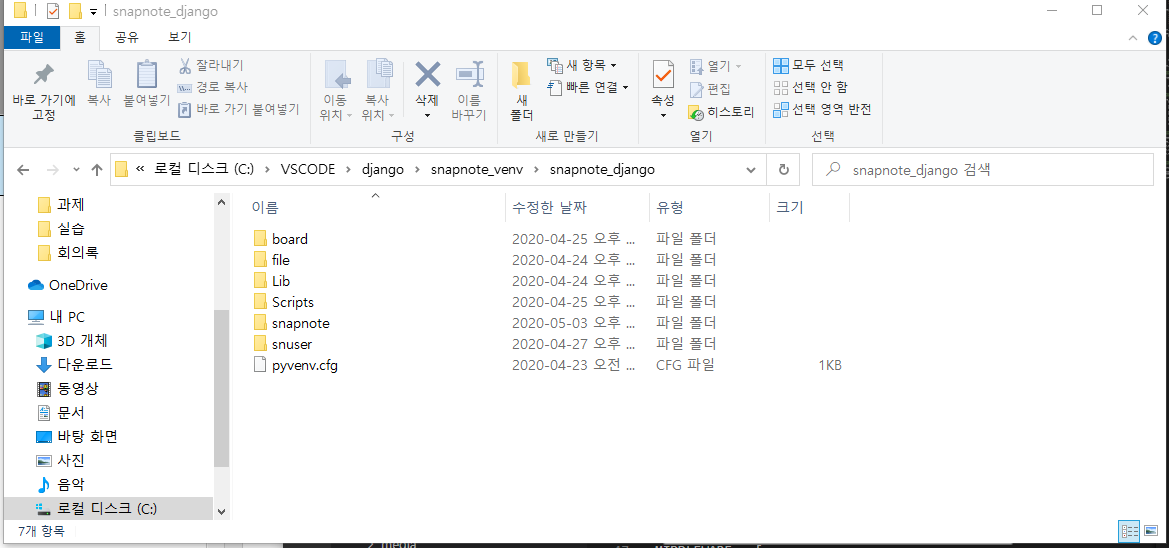 snapnote_django
파일 홈 공유 보기
바로 가기에 고정
복사
붙여넣기
잘라내기
경로 복사
바로 가기 붙여넣기
클립보드
이동 위치
복사 위치
삭제
이름 바꾸기
구성
새 폴더
새 항목
빠른 연결
새로 만들기
속성
열기
편집
히스토리
열기
모두 선택
선택 안 함
선택 영역 반전
선택
« 로컬 디스크 (C:) › VSCODE › django › snapnote_venv › snapnote_django
snapnote_django 검색
과제
실습
회의록
OneDrive
내 PC
3D 개체
다운로드
동영상
문서
바탕 화면
사진
음악
로컬 디스크 (C:)
이름 수정한 날짜 유형 크기
board 2020-04-25 오후 ... 파일 폴더
file 2020-04-24 오후 ... 파일 폴더
Lib 2020-04-24 오후 ... 파일 폴더
Scripts 2020-04-25 오후 ... 파일 폴더
snapnote 2020-05-03 오후 ... 파일 폴더
snuser 2020-04-27 오후 ... 파일 폴더
pyvenv.cfg 2020-04-23 오전 ... CFG 파일 1KB
7개 항목